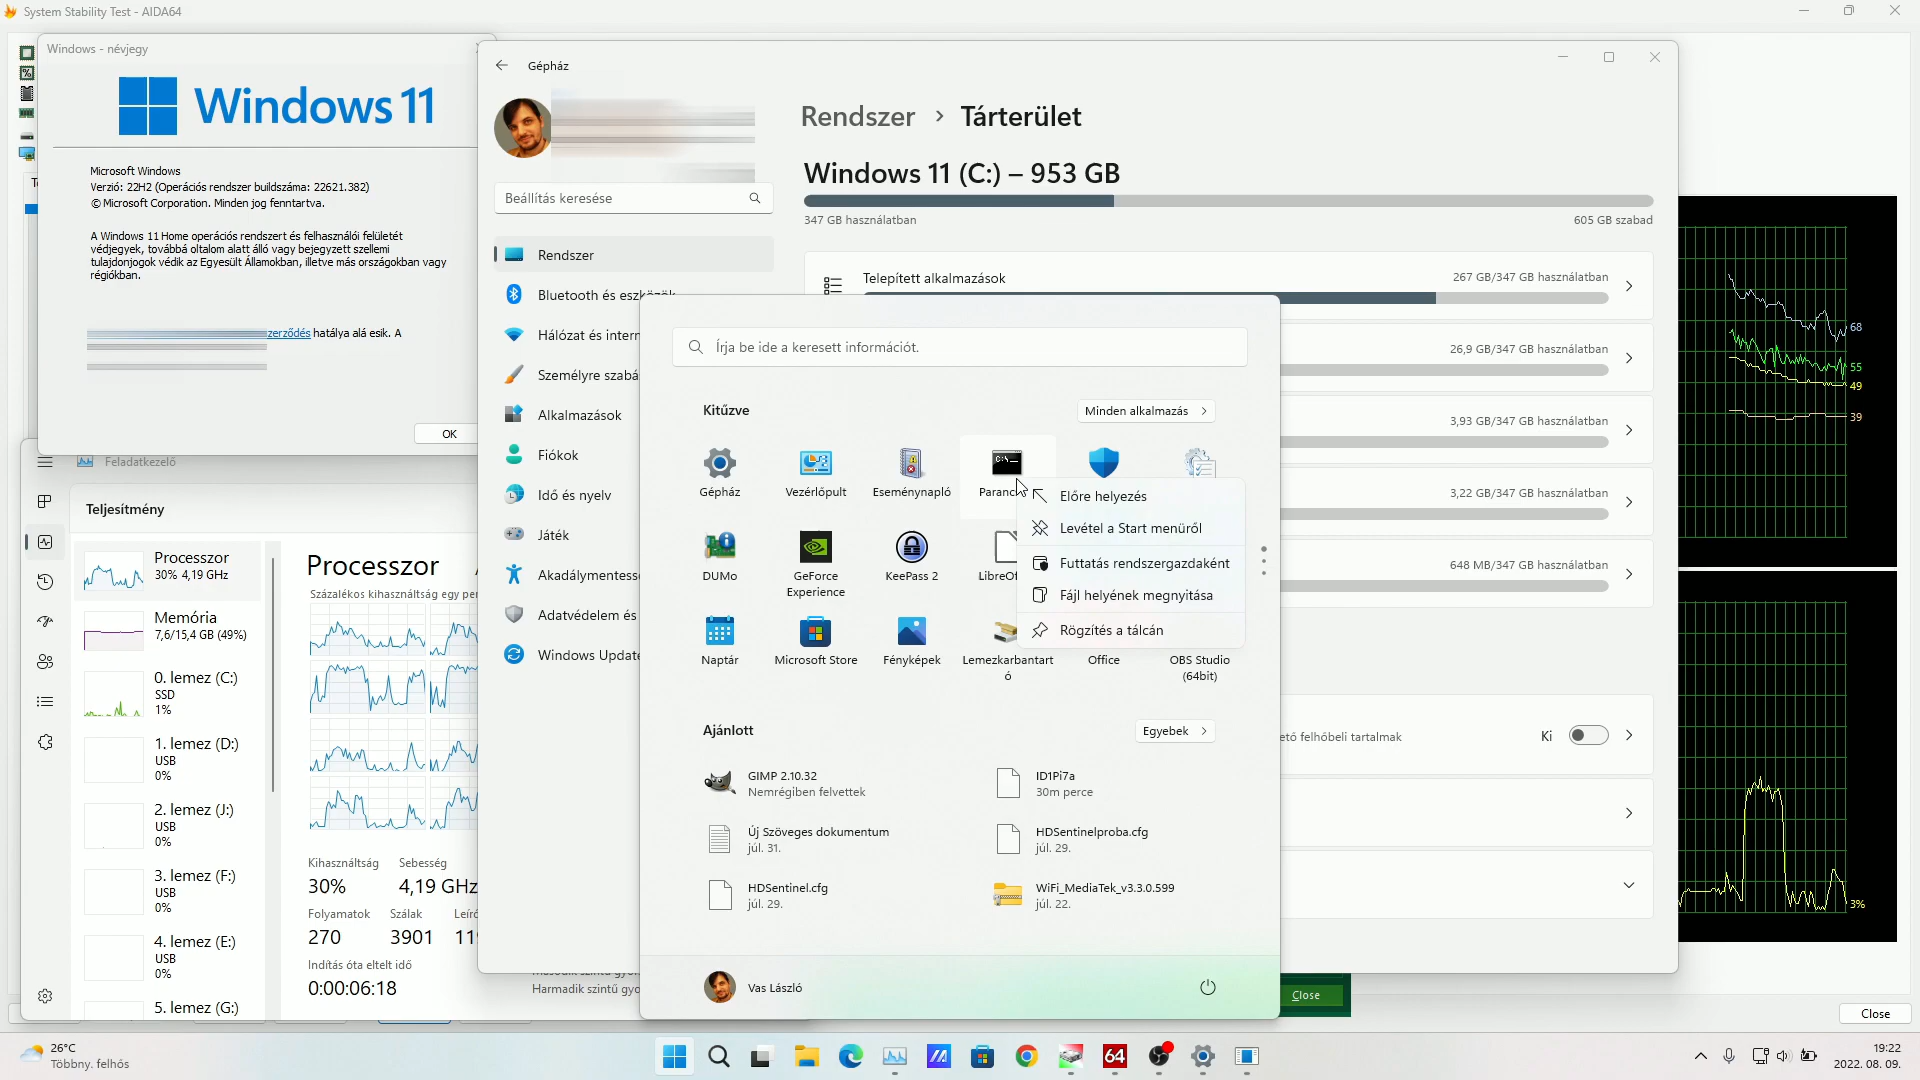 System Stability Test - AIDA64
Windows - névjegy
Windows 11
Microsoft Windows
Verzió: 22H2 (Operációs rendszer buildszáma: 22621.382)
© Microsoft Corporation. Minden jog fenntartva.
A Windows 11 Home operációs rendszert és felhasználói felületét
védjegyek, továbbá oltalom alatt álló vagy bejegyzett szellemi
tulajdonjogok védik az Egyesült Államokban, illetve más országokban vagy
régiókban.
zerződés hatálya alá esik. A
OK
Gépház
Beállítás keresése
Rendszer
Bluetooth és eszközök
Hálózat és intern
Személyre szabá
Alkalmazások
Fiókok
Idő és nyelv
Játék
Akadálymentess
Adatvédelem és
Windows Update
Rendszer > Tárterület
Windows 11 (C:) – 953 GB
347 GB használatban
605 GB szabad
Telepített alkalmazások
267 GB/347 GB használatban
26,9 GB/347 GB használatban
3,93 GB/347 GB használatban
3,22 GB/347 GB használatban
648 MB/347 GB használatban
ető felhőbeli tartalmak
Ki
Feladatkezelő
Teljesítmény
Processzor
30% 4,19 GHz
Memória
7,6/15,4 GB (49%)
0. lemez (C:)
SSD
1%
1. lemez (D:)
USB
0%
2. lemez (J:)
USB
0%
3. lemez (F:)
USB
0%
4. lemez (E:)
USB
0%
5. lemez (G:)
Processzor
Százalékos kihasználtság egy per
Kihasználtság
Sebesség
30%
4,19 GHz
Folyamatok
Szálak
Leíró
270
3901
11
Indítás óta eltelt idő
0:00:06:18
Harmadik szintű gyo
Írja be ide a keresett információt.
Kitűzve
Minden alkalmazás >
Gépház
Vezérlőpult
Eseménynapló
Paranc
DUMo
GeForce
Experience
KeePass 2
LibreOf
Naptár
Microsoft Store
Fényképek
Lemezkarbantart
ó
Office
OBS Studio
(64bit)
Előre helyezés
Levétel a Start menüről
Futtatás rendszergazdaként
Fájl helyének megnyitása
Rögzítés a tálcán
Ajánlott
Egyebek >
GIMP 2.10.32
Nemrégiben felvettek
ID1Pi7a
30m perce
Új Szöveges dokumentum
júl. 31.
HDSentinelproba.cfg
júl. 29.
HDSentinel.cfg
júl. 29.
WiFi_MediaTek_v3.3.0.599
júl. 22.
Vas László
68
55
49
39
3%
Close
Close
26°C
Többny. felhős
64
19:22
2022. 08. 09.